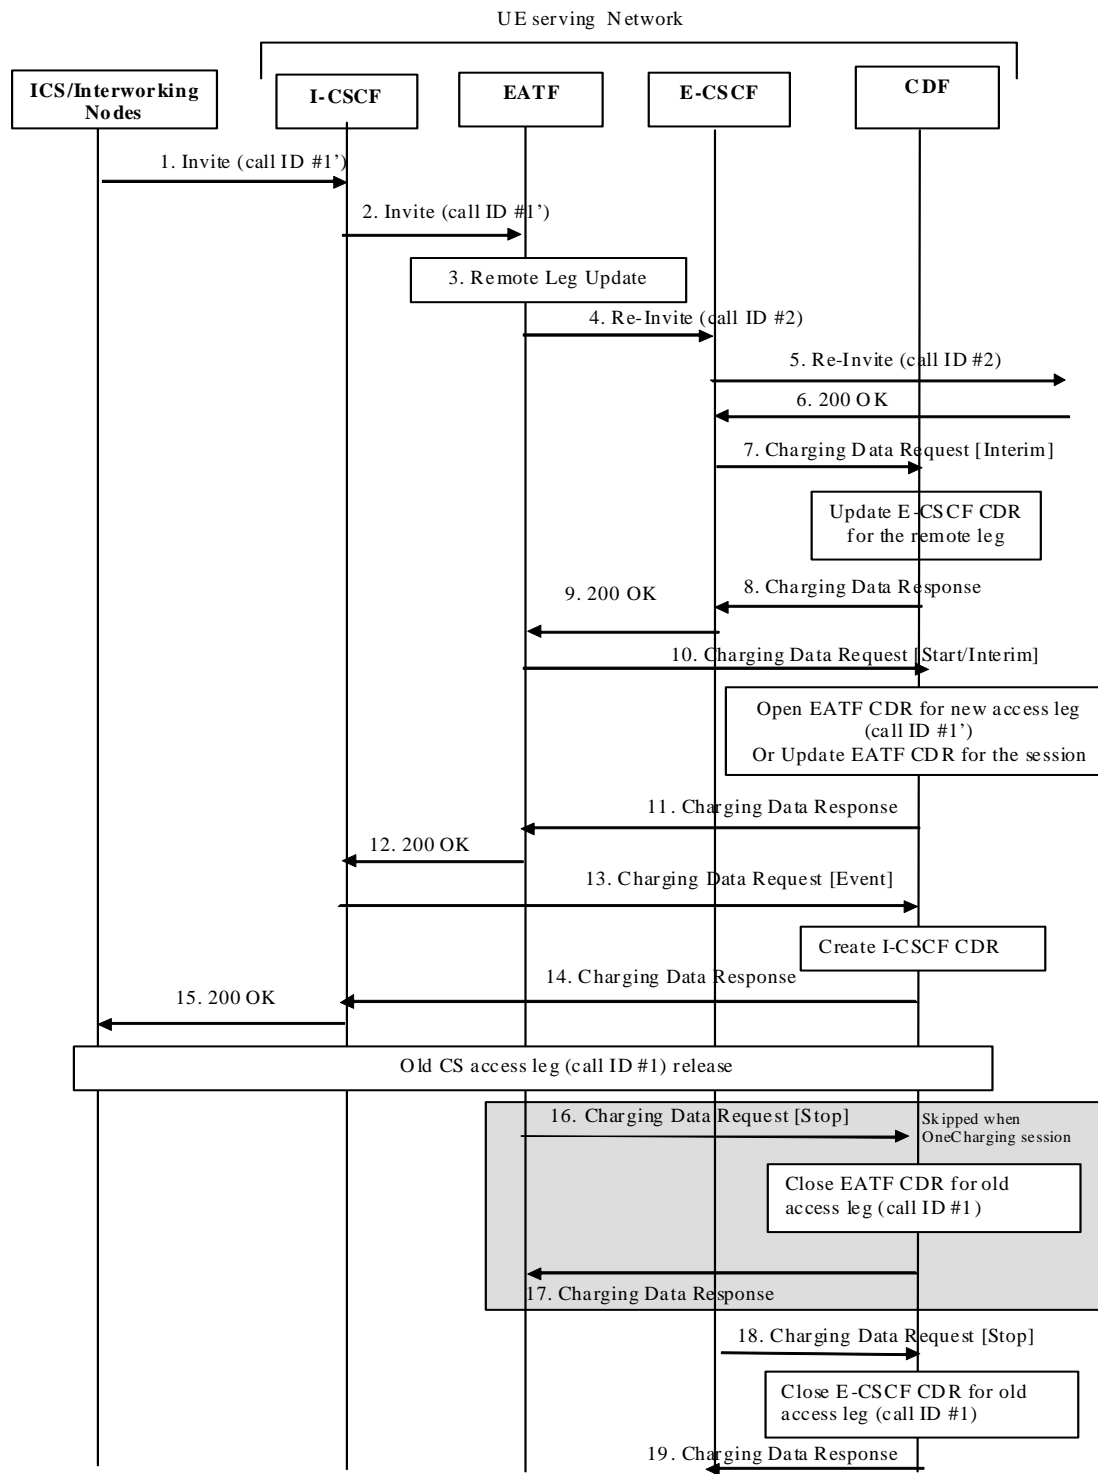 UE serving Network
ICS/Interworking
Nodes
I-CSCF
EATF
E-CSCF
CDF
1. Invite (call ID #1’)
2. Invite (call ID #1’)
3. Remote Leg Update
4. Re-Invite (call ID #2)
5. Re-Invite (call ID #2)
6. 200 OK
7. Charging Data Request [Interim]
Update E-CSCF CDR
for the remote leg
8. Charging Data Response
9. 200 OK
10. Charging Data Request [Start/Interim]
Open EATF CDR for new access leg
(call ID #1’)
Or Update EATF CDR for the session
11. Charging Data Response
12. 200 OK
13. Charging Data Request [Event]
Create I-CSCF CDR
14. Charging Data Response
15. 200 OK
Old CS access leg (call ID #1) release
16. Charging Data Request [Stop]
Skipped when
OneCharging session
Close EATF CDR for old
access leg (call ID #1)
17. Charging Data Response
18. Charging Data Request [Stop]
Close E-CSCF CDR for old
access leg (call ID #1)
19. Charging Data Response